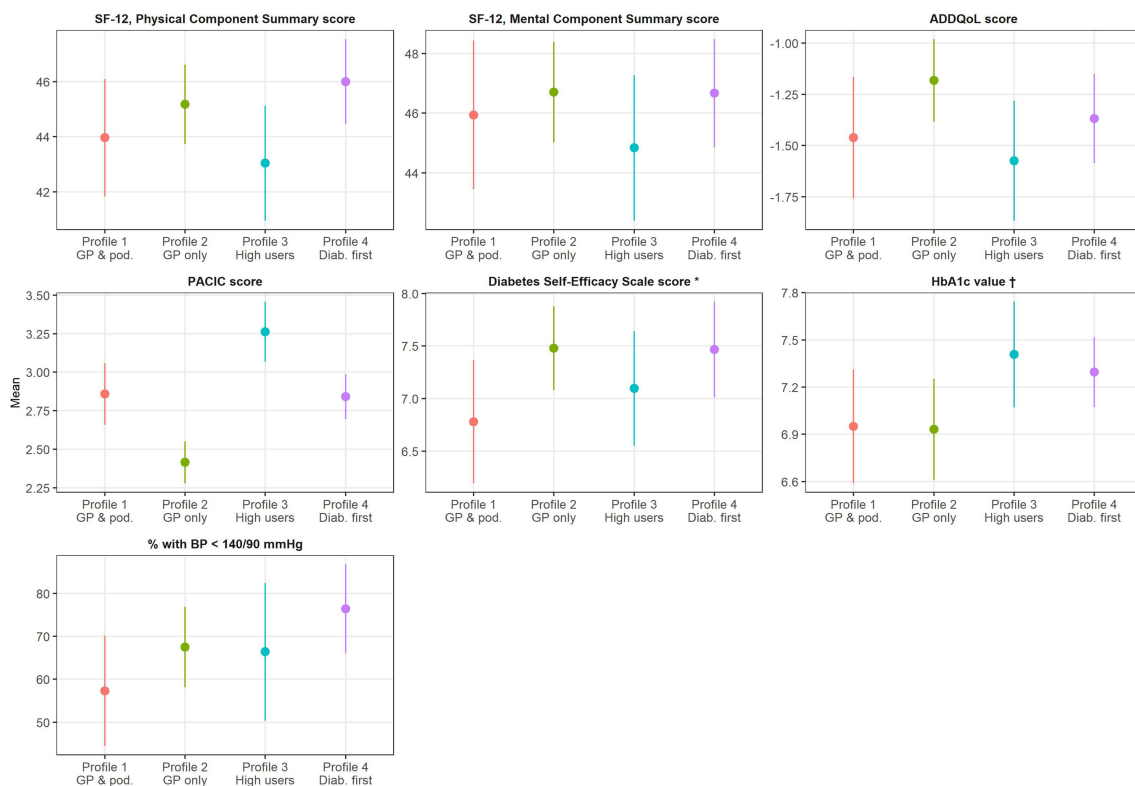 SF-12, Physical Component Summary score
46
44
42
Profile 1 Profile 2 Profile 3 Profile 4
GP & pod. GP only High users Diab. first
SF-12, Mental Component Summary score
48
46
44
Profile 1 Profile 2 Profile 3 Profile 4
GP & pod. GP only High users Diab. first
ADDQoL score
-1.00
-1.25
-1.50
-1.75
Profile 1 Profile 2 Profile 3 Profile 4
GP & pod. GP only High users Diab. first
Mean
PACIC score
3.50
3.25
3.00
2.75
2.50
2.25
Profile 1 Profile 2 Profile 3 Profile 4
GP & pod. GP only High users Diab. first
Diabetes Self-Efficacy Scale score *
8.0
7.5
7.0
6.5
Profile 1 Profile 2 Profile 3 Profile 4
GP & pod. GP only High users Diab. first
HbA1c value †
7.8
7.5
7.2
6.9
6.6
Profile 1 Profile 2 Profile 3 Profile 4
GP & pod. GP only High users Diab. first
% with BP < 140/90 mmHg
80
70
60
50
Profile 1 Profile 2 Profile 3 Profile 4
GP & pod. GP only High users Diab. first